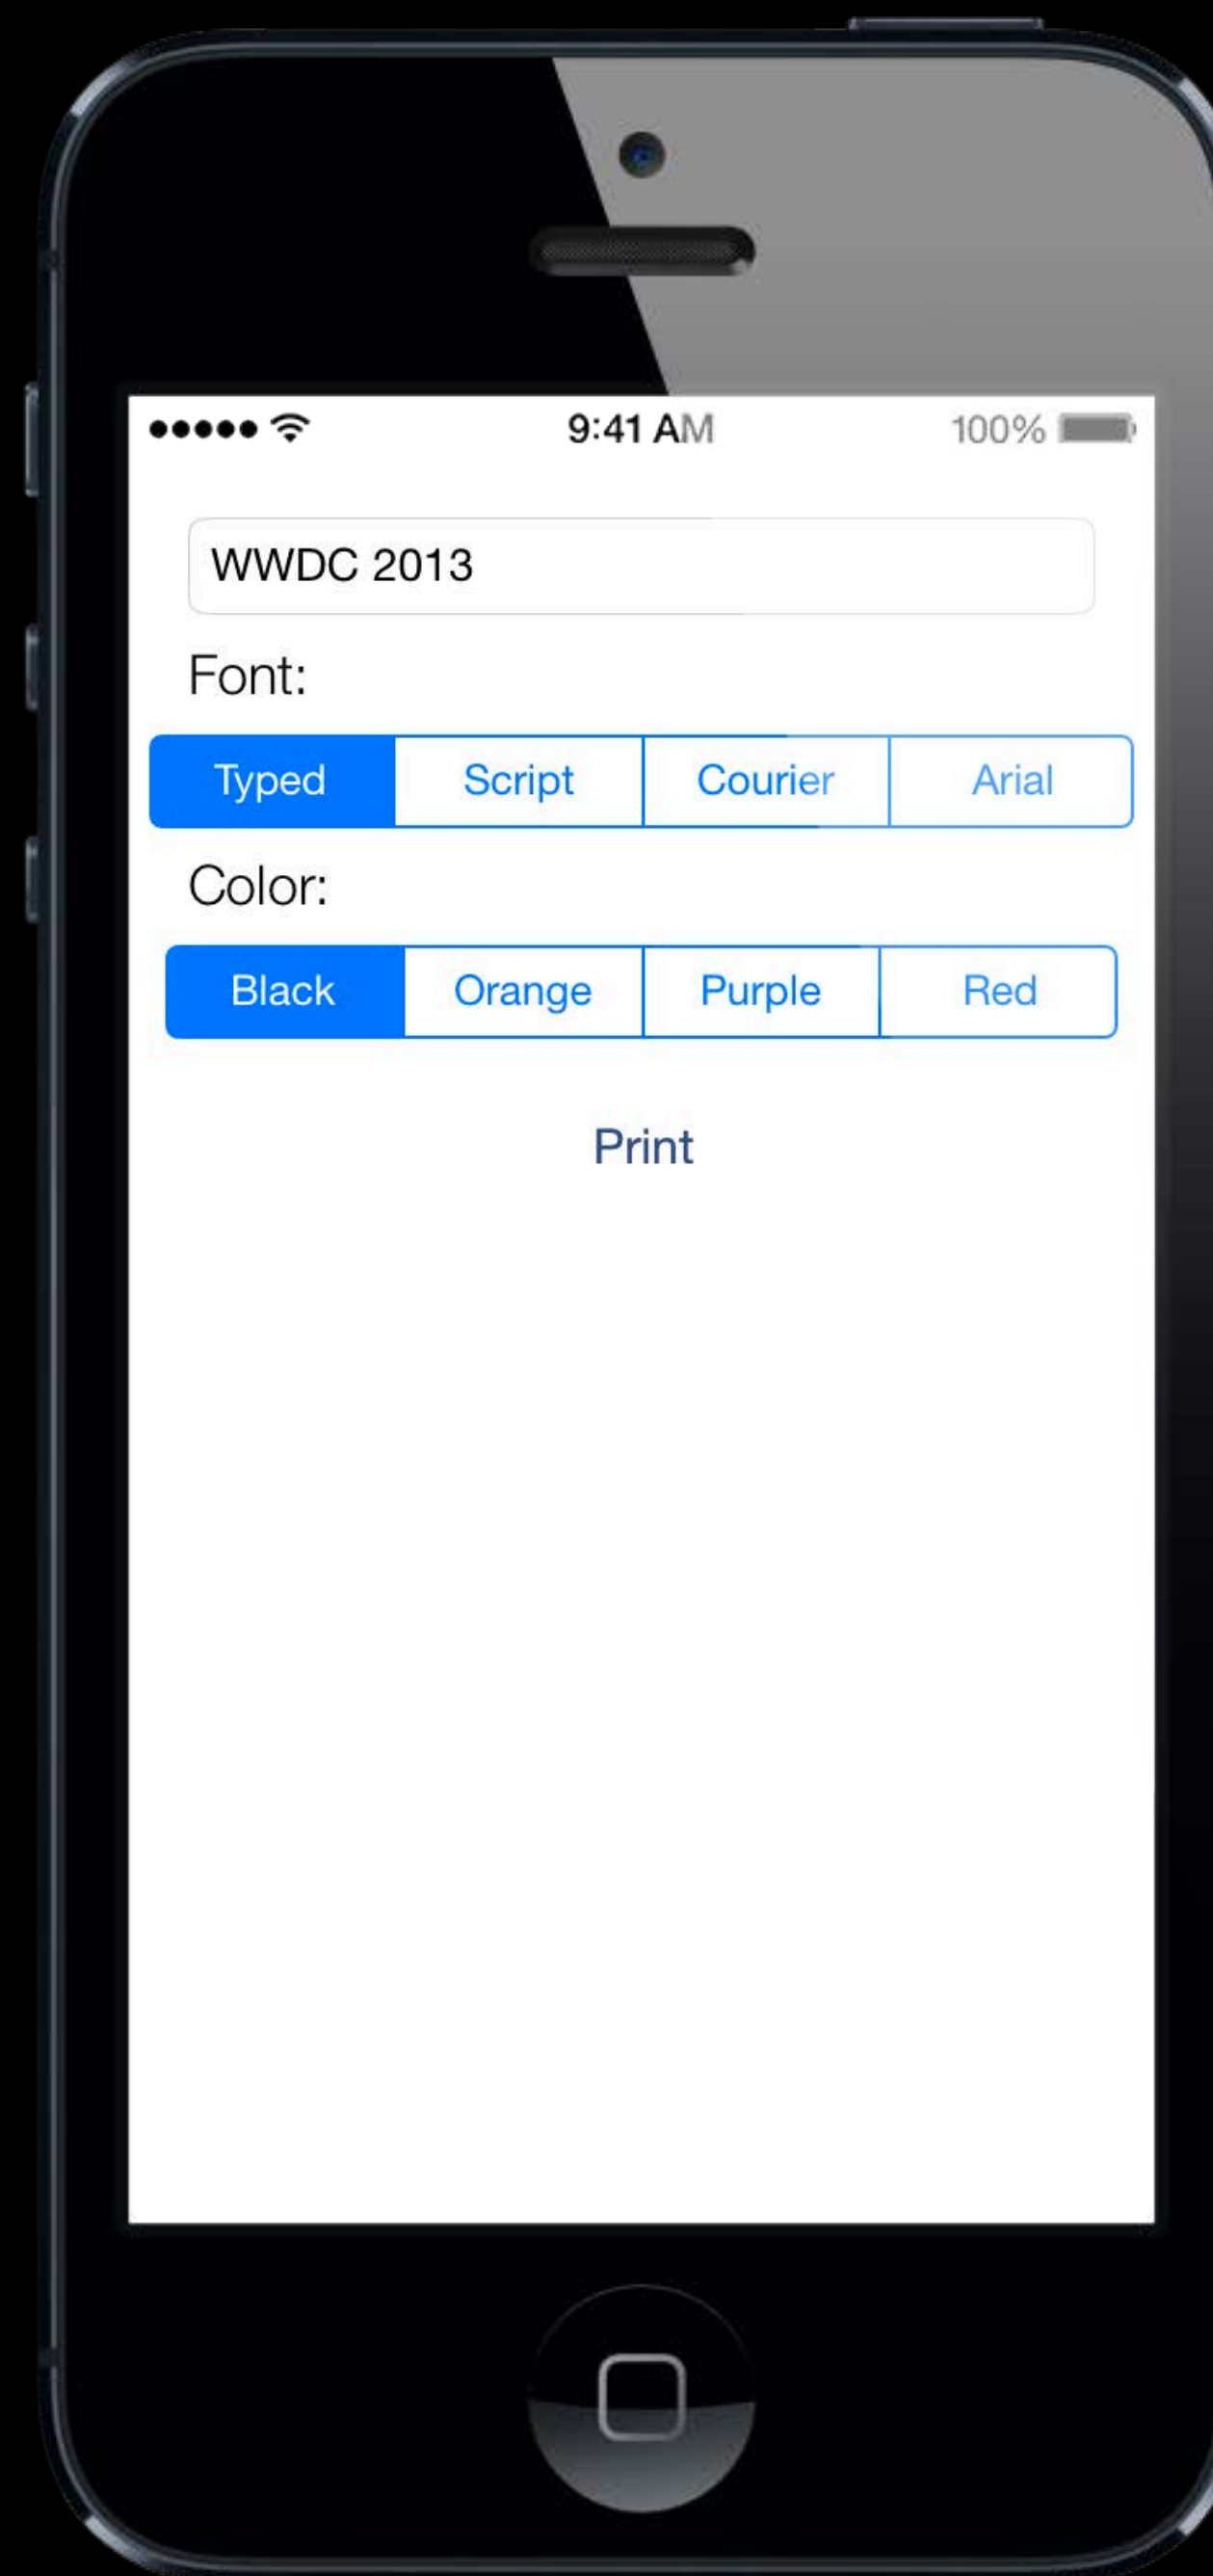 9:41 AM 100%
WWDC 2013
Font:
Typed Script Courier Arial
Color:
Black Orange Purple Red
Print